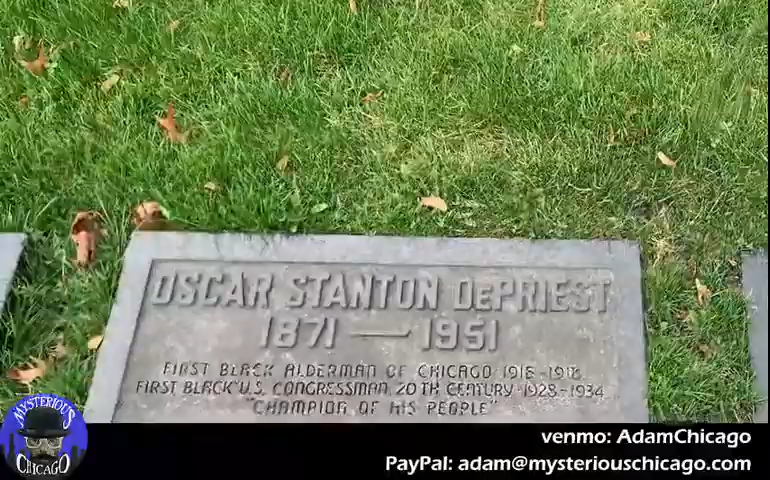 OSCAR STANTON DePRIEST
1871 — 1951
FIRST BLACK ALDERMAN OF CHICAGO 1915-1918
FIRST BLACK U.S. CONGRESSMAN, 20TH CENTURY-1928-1934
"CHAMPION OF HIS PEOPLE"
MYSTERIOUS
CHICAGO
venmo: AdamChicago
PayPal: adam@mysteriouschicago.com